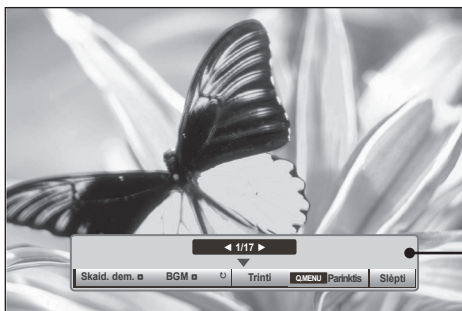 ◀ 1/17 ▶
Skaid. dem. BGM ↻ Trinti Q.MENU Parinktis Slėpti